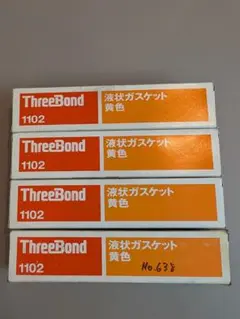 ThreeBond
1102
液状ガスケット
黄色
ThreeBond
1102
液状ガスケット
黄色
ThreeBond
1102
液状ガスケット
黄色
ThreeBond
1102
液状ガスケット
黄色
No.638